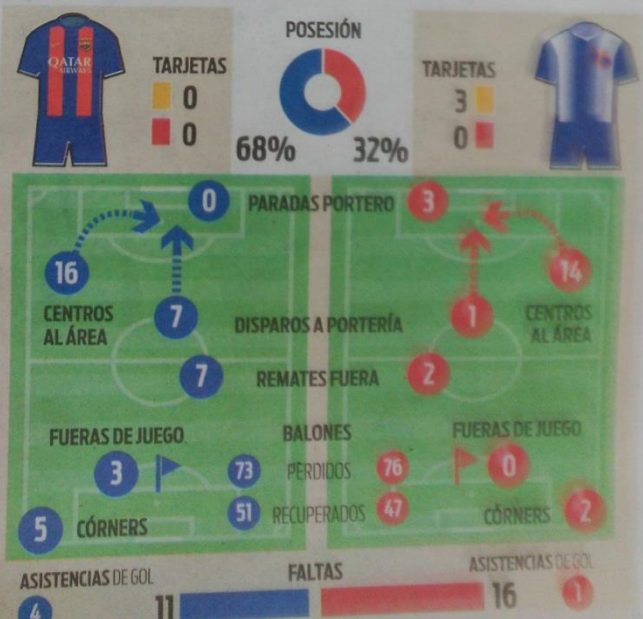 POSESIÓN
QATAR
AIRWAYS
TARJETAS
0
0
68%
32%
TARJETAS
3
0
0 PARADAS PORTERO 3
16
14
CENTROS
AL ÁREA
CENTROS
AL ÁREA
7 DISPAROS A PORTERÍA 1
7 REMATES FUERA 2
FUERAS DE JUEGO
3
BALONES
FUERAS DE JUEGO
0
73 PERDIDOS 76
51 RECUPERADOS 47
5 CÓRNERS
CÓRNERS 2
ASISTENCIAS DE GOL
4
FALTAS
11
16
ASISTENCIAS DE GOL
1